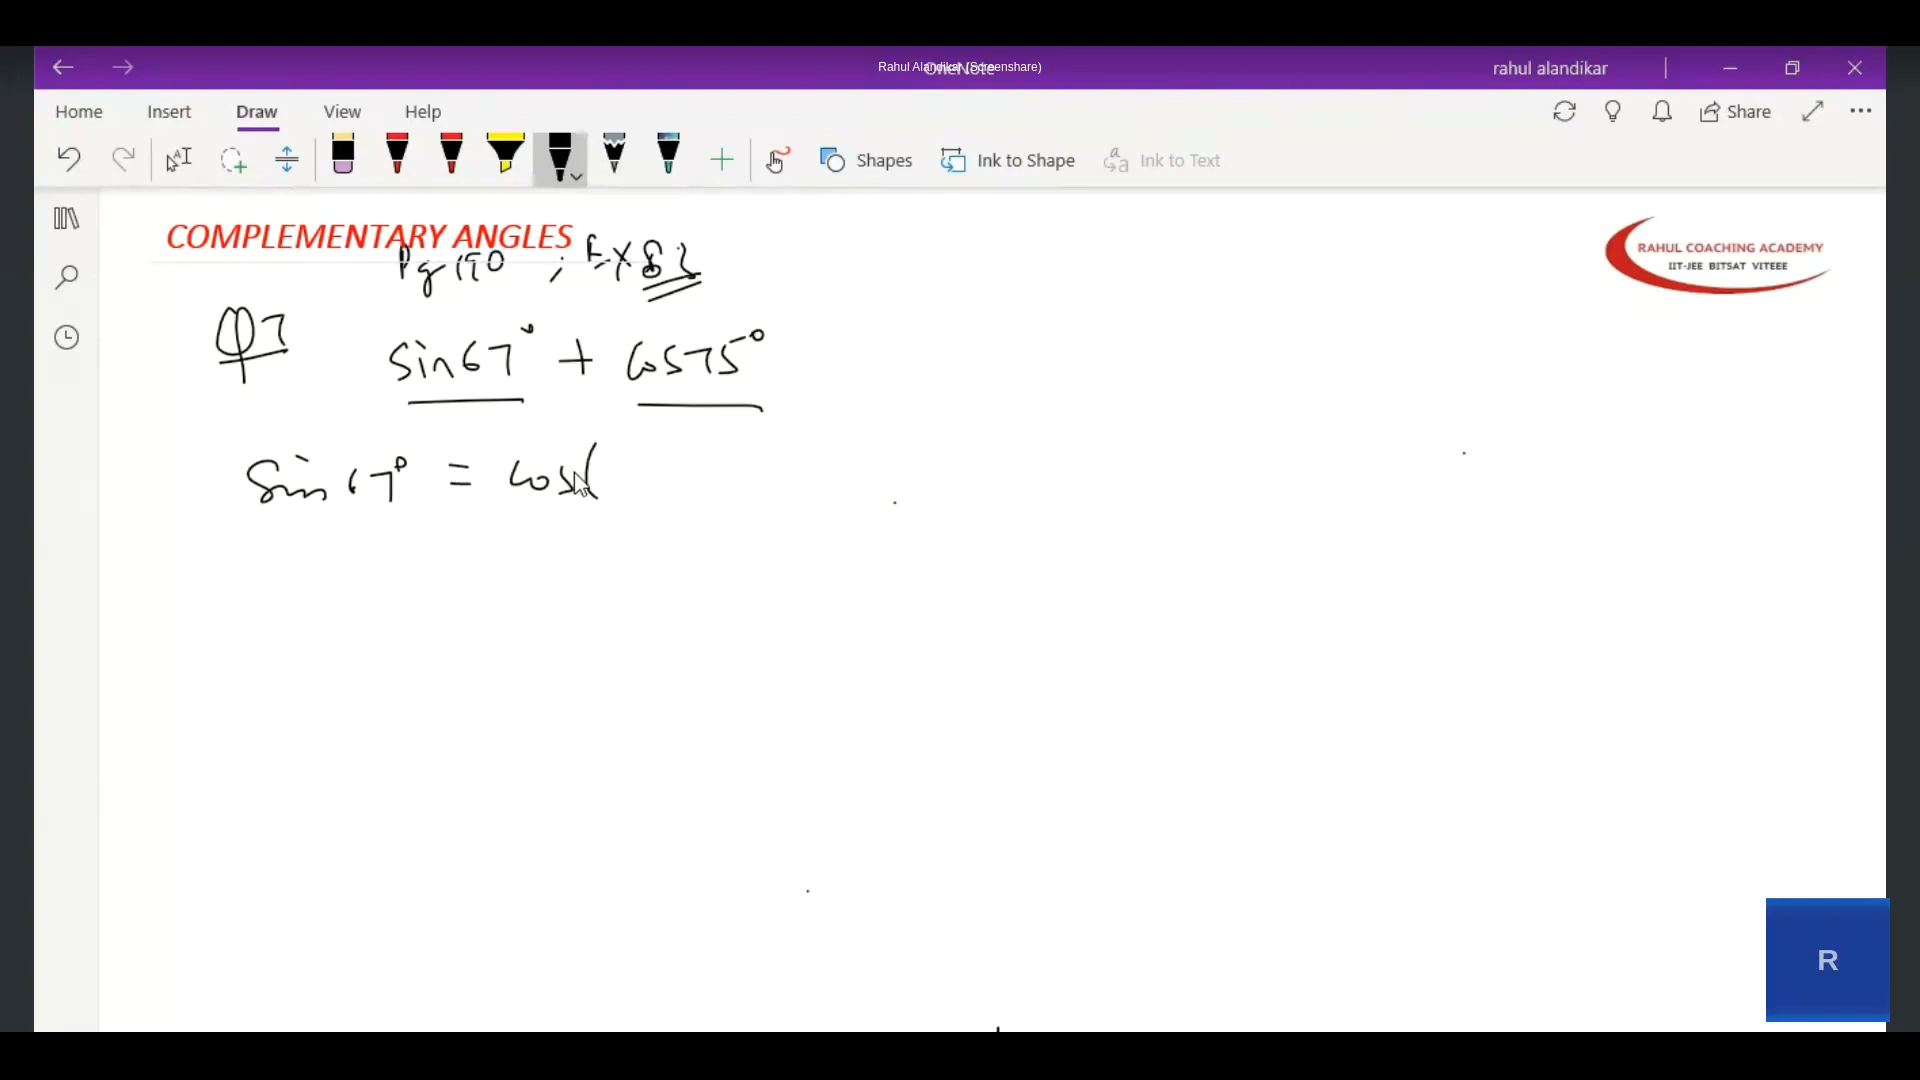 Rahul Alandikar (Screenshare)
rahul alandikar
Home Insert Draw View Help
Share
Shapes Ink to Shape Ink to Text
COMPLEMENTARY ANGLES
Pg 190 ; Ex 8.3
RAHUL COACHING ACADEMY
IIT-JEE BITSAT VITEEE
Q7 sin 67° + cos 75°
sin 67° = cos(
R